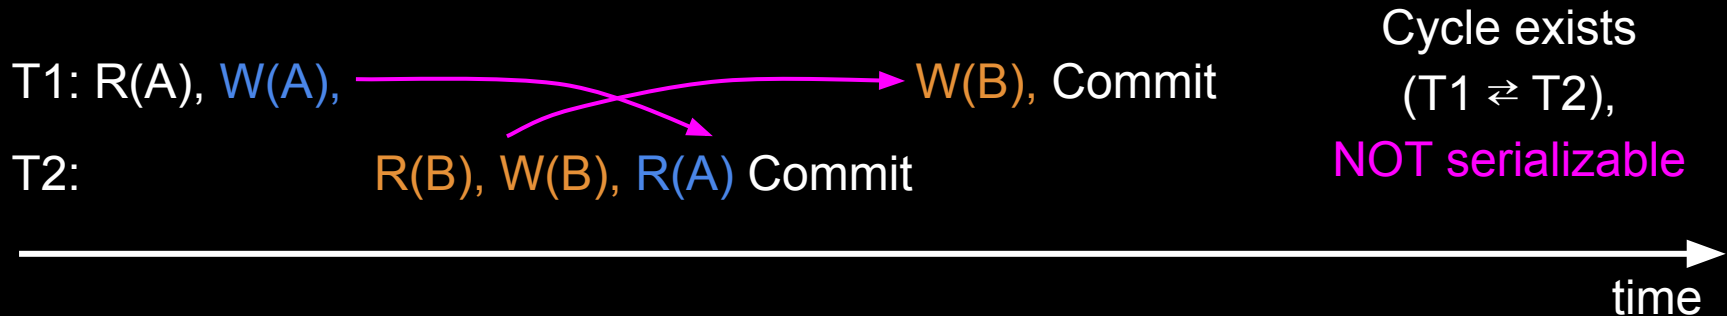 T1: R(A), W(A), W(B), Commit
T2: R(B), W(B), R(A) Commit
Cycle exists
(T1 ⇄ T2),
NOT serializable
time